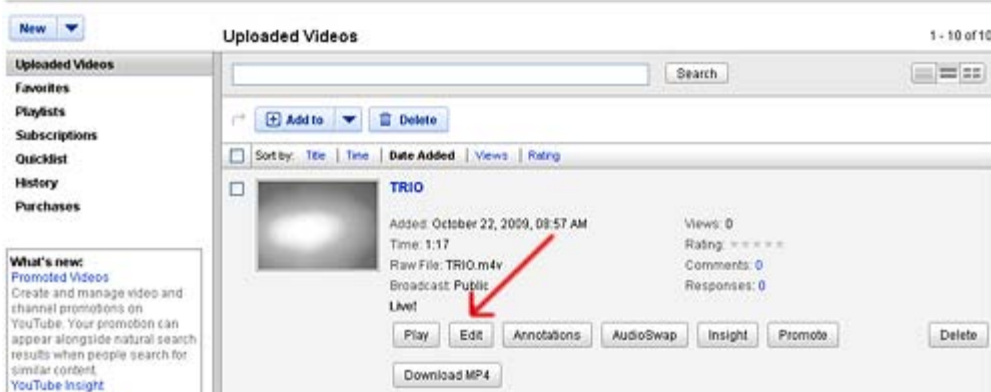 New
Uploaded Videos
1 - 10 of 10
Uploaded Videos
Favorites
Playlists
Subscriptions
Quicklist
History
Purchases
Search
Add to
Delete
Sort by: Title | Time | Date Added | Views | Rating
TRIO
Added: October 22, 2009, 08:57 AM
Time: 1:17
Raw File: TRIO.m4v
Broadcast: Public
Live!
Views: 0
Rating:
Comments: 0
Responses: 0
Play
Edit
Annotations
AudioSwap
Insight
Promote
Delete
Download MP4
What's new:
Promoted Videos
Create and manage video and
channel promotions on
YouTube. Your promotion can
appear alongside natural search
results when people search for
similar content.
YouTube Insight